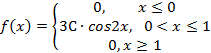 0, x ≤ 0
f(x) = { 3C · cos2x, 0 < x ≤ 1
0, x ≥ 1